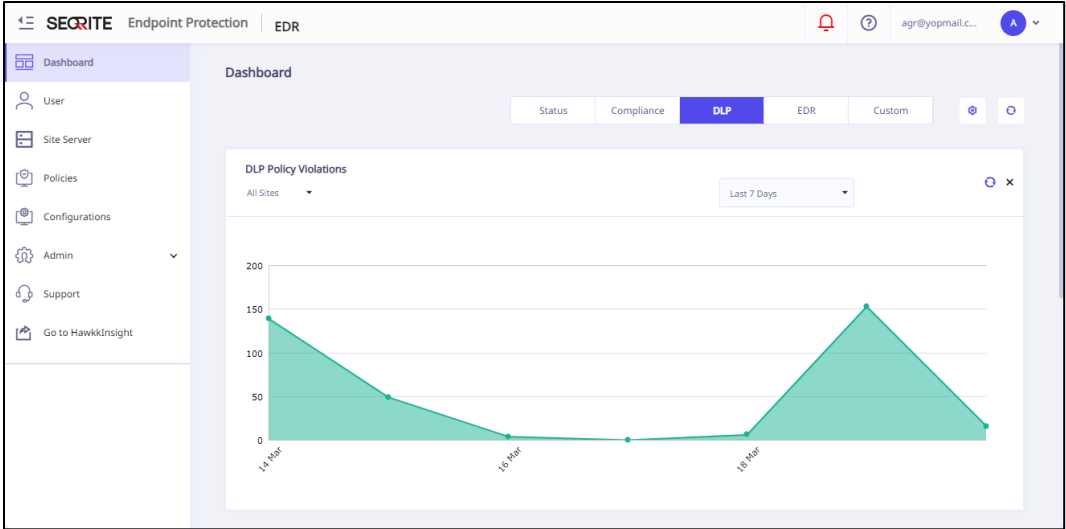 SEQRITE Endpoint Protection EDR agr@yopmail.c... A
Dashboard
User
Site Server
Policies
Configurations
Admin
Support
Go to HawkkInsight
Dashboard
Status Compliance DLP EDR Custom
DLP Policy Violations
All Sites Last 7 Days
200
150
100
50
0
14 Mar 16 Mar 18 Mar